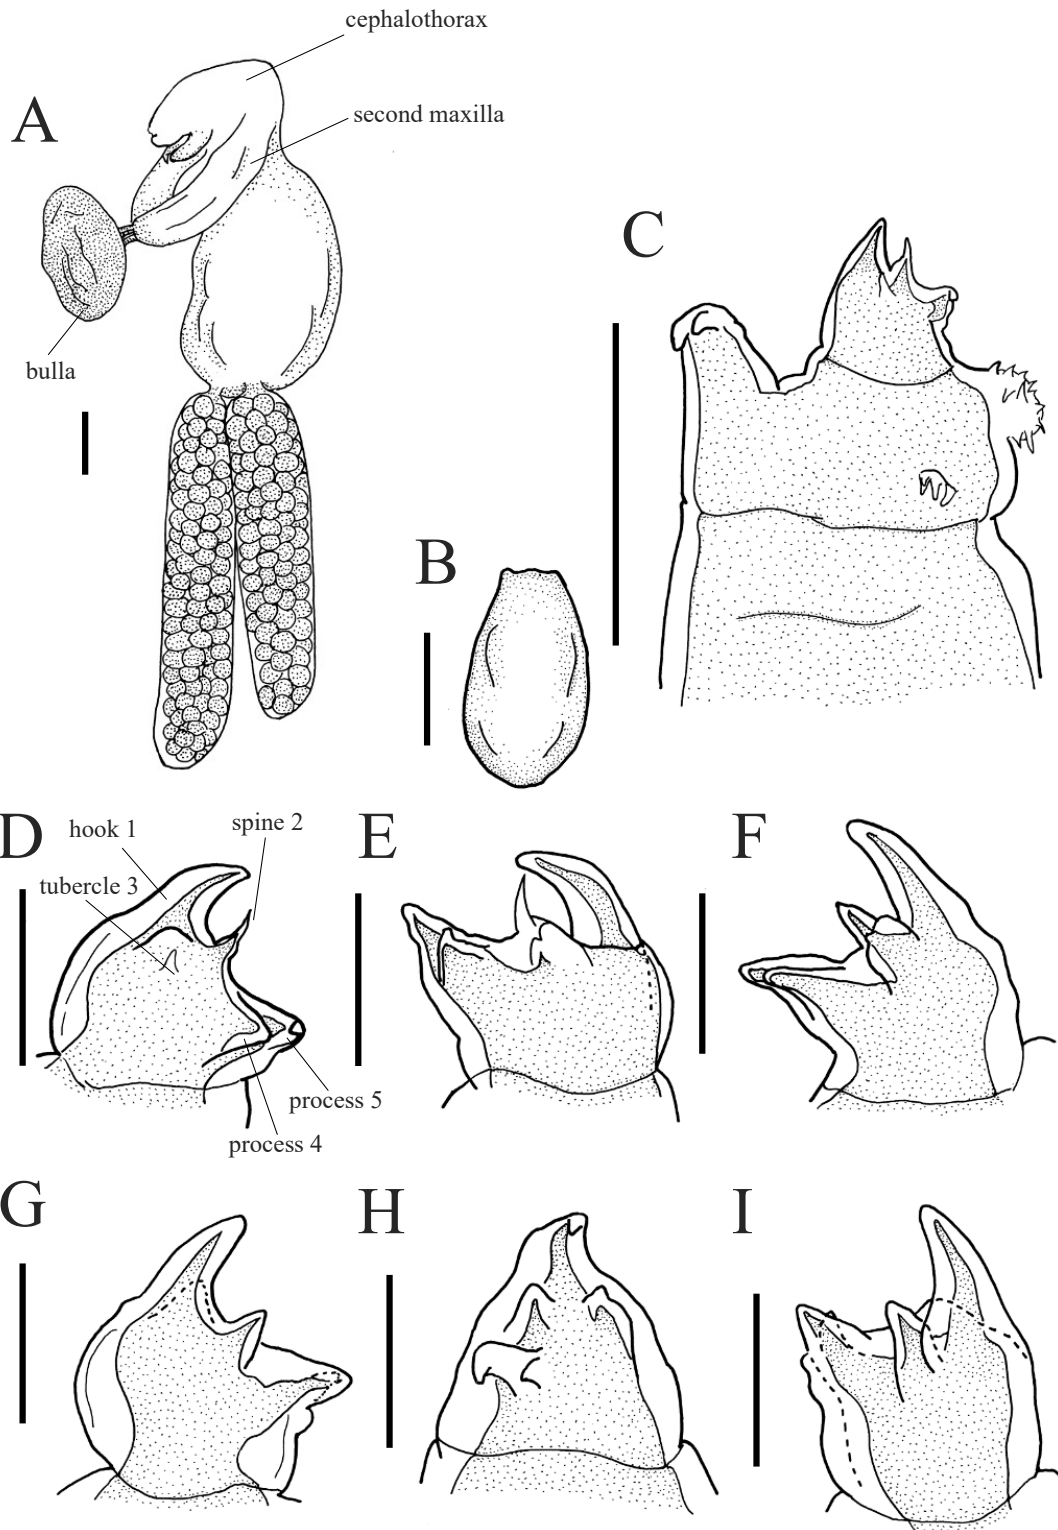 cephalothorax
A
second maxilla
C
bulla
B
D
hook 1
spine 2
E
F
tubercle 3
process 5
process 4
G
H
I